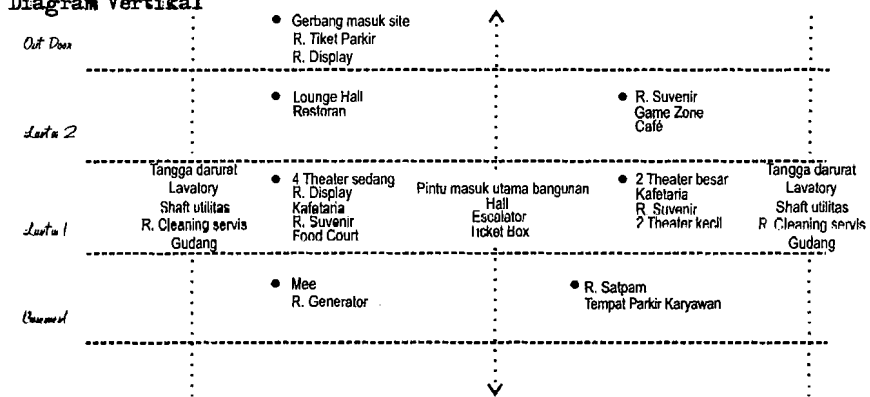 Diagram Vertikal
Out Door
Gerbang masuk site
R. Tiket Parkir
R. Display
Lantai 2
Lounge Hall
Restoran
R. Suvenir
Game Zone
Café
Lantai 1
Tangga darurat
Lavatory
Shaft utilitas
R. Cleaning servis
Gudang
4 Theater sedang
R. Display
Kafetaria
R. Suvenir
Food Court
Pintu masuk utama bangunan
Hall
Escalator
Ticket Box
2 Theater besar
Kafetaria
R. Suvenir
2 Theater kecil
Tangga darurat
Lavatory
Shaft utilitas
R. Cleaning servis
Gudang
Basement
Mee
R. Generator
R. Satpam
Tempat Parkir Karyawan